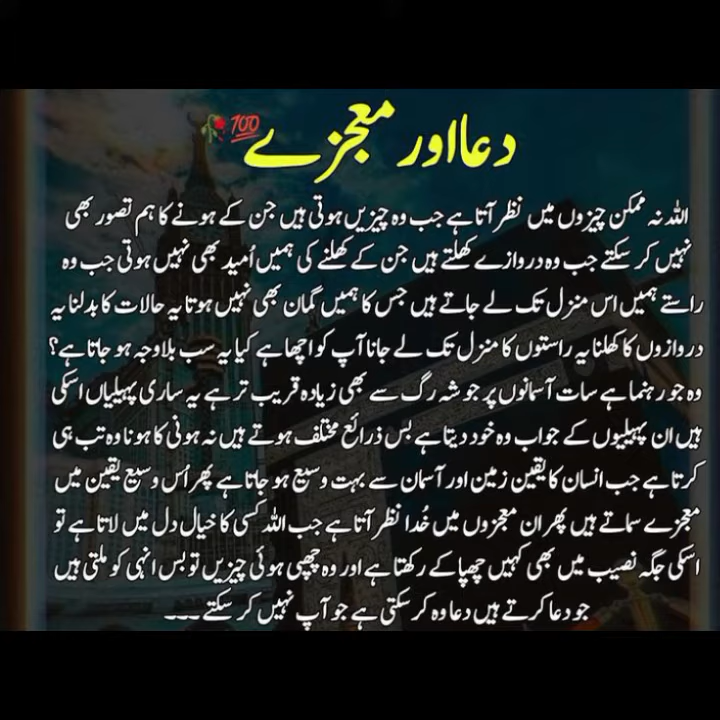 دعا اور معجزے 🥀💯
اللہ نہ ممکن چیزوں میں نظر آتا ہے جب وہ چیزیں ہوتی ہیں جن کے ہونے کا ہم تصور بھی
نہیں کر سکتے جب وہ دروازے کھلتے ہیں جن کے کھلنے کی ہمیں اُمید بھی نہیں ہوتی جب وہ
راستے ہمیں اس منزل تک لے جاتے ہیں جس کا ہمیں گمان بھی نہیں ہوتا یہ حالات کا بدلنا یہ
دروازوں کا کھلنا یہ راستوں کا منزل تک لے جانا آپ کو اچھا ہے کیا یہ سب بلاوجہ ہو جاتا ہے؟
وہ جو رہنما ہے سات آسمانوں پر جو شہ رگ سے بھی زیادہ قریب تر ہے یہ ساری پہیلیاں اسکی
ہیں ان پہیلیوں کے جواب وہ خود دیتا ہے بس ذرائع مختلف ہوتے ہیں نہ ہونی کا ہونا وہ تب ہی
کرتا ہے جب انسان کا یقین زمین اور آسمان سے بہت وسیع ہو جاتا ہے پھر اُس وسیع یقین میں
معجزے سماتے ہیں پھر ان معجزوں میں خُدا نظر آتا ہے جب اللہ کسی کا خیال دل میں لاتا ہے تو
اسکی جگہ نصیب میں بھی کہیں چھپا کے رکھتا ہے اور وہ چھپی ہوئی چیزیں تو بس انہی کو ملتی ہیں
جو دعا کرتے ہیں دعا وہ کر سکتی ہے جو آپ نہیں کر سکتے ۔۔۔۔